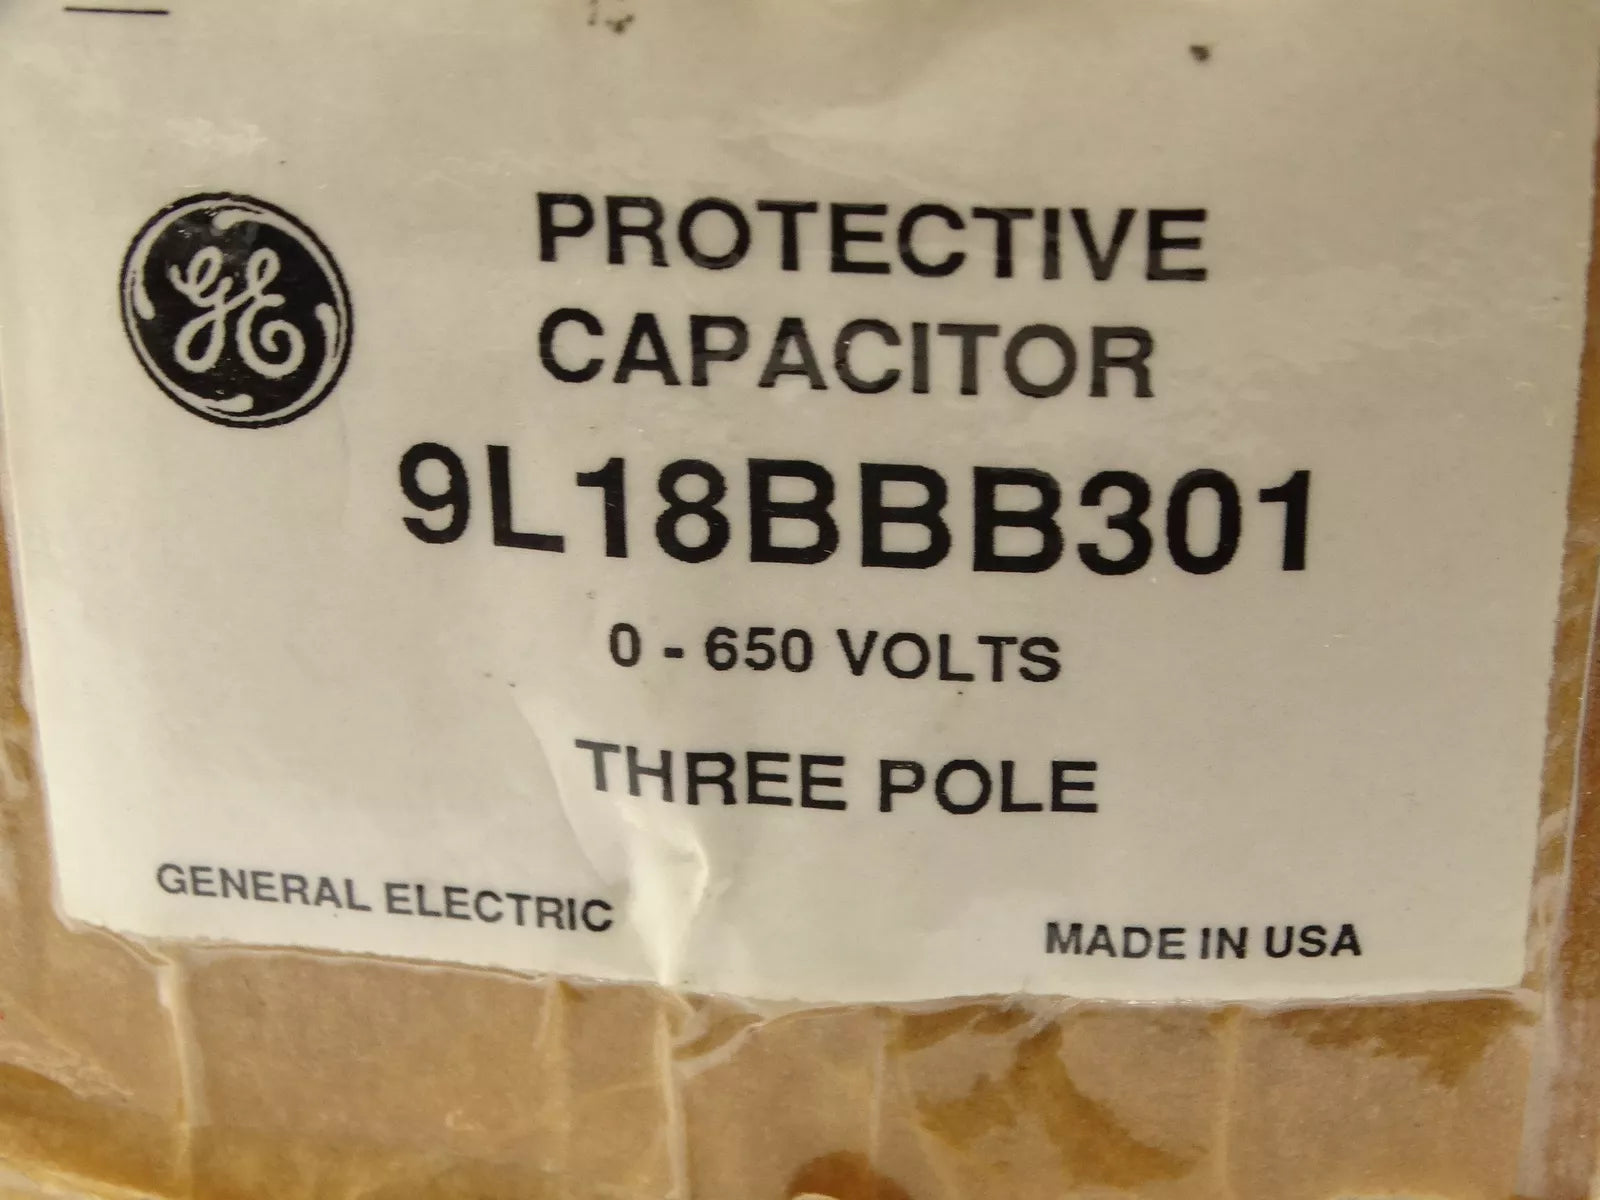 GE
PROTECTIVE
CAPACITOR
9L18BBB301
0 - 650 VOLTS
THREE POLE
GENERAL ELECTRIC
MADE IN USA